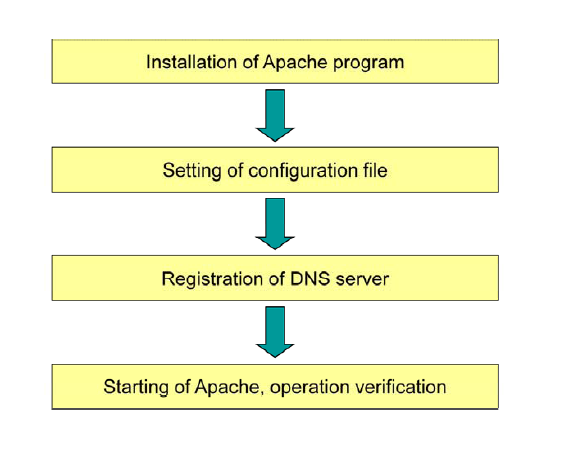 Installation of Apache program
Setting of configuration file
Registration of DNS server
Starting of Apache, operation verification